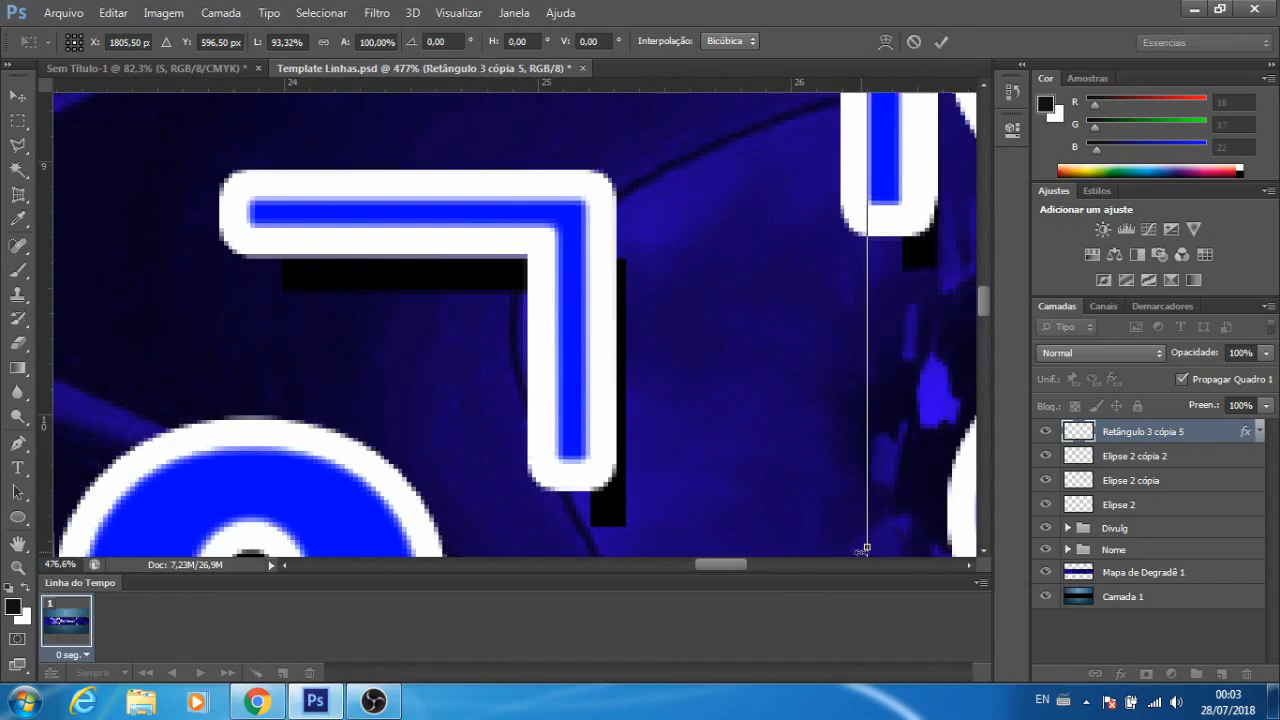 Ps Arquivo Editar Imagem Camada Tipo Selecionar Filtro 3D Visualizar Janela Ajuda
X: 1805,50 px Y: 596,50 px L: 93,32% A: 100,00% 0,00 ° H: 0,00 ° V: 0,00 ° Interpolação: Bicúbica Essenciais
Sem Título-1 @ 82,3% (S, RGB/8/CMYK) * × Template Linhas.psd @ 477% (Retângulo 3 cópia 5, RGB/8) * ×
24 25 26
9
10
Cor Amostras
R 18
G 17
B 22
Ajustes Estilos
Adicionar um ajuste
Camadas Canais Demarcadores
Tipo
Normal Opacidade: 100%
Unif.: Propagar Quadro 1
Bloq.: Preen.: 100%
Retângulo 3 cópia 5 fx
Elipse 2 cópia 2
Elipse 2 cópia
Elipse 2
Divulg
Nome
Mapa de Degradê 1
Camada 1
476,6% Doc: 7,23M/26,9M
Linha do Tempo
1
0 seg.
Sempre
EN 00:03
28/07/2018